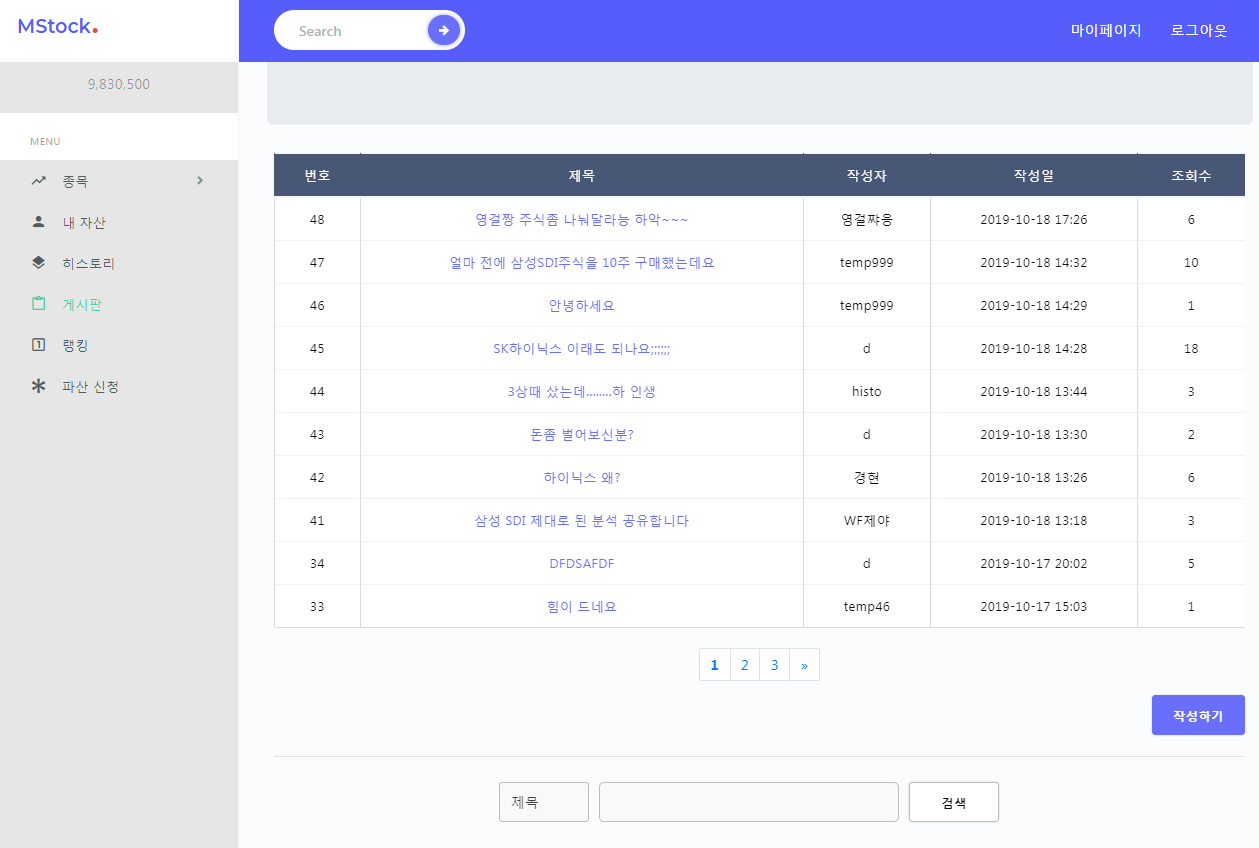 MStock.
Search
마이페이지 로그아웃
9,830,500
MENU
종목
내 자산
히스토리
게시판
1 랭킹
파산 신청
번호 제목 작성자 작성일 조회수
48 영걸짱 주식좀 나눠달라능 하악~~~ 영걸쨔응 2019-10-18 17:26 6
47 얼마 전에 삼성SDI주식을 10주 구매했는데요 temp999 2019-10-18 14:32 10
46 안녕하세요 temp999 2019-10-18 14:29 1
45 SK하이닉스 이래도 되나요;;;;;; d 2019-10-18 14:28 18
44 3상때 샀는데........하 인생 histo 2019-10-18 13:44 3
43 돈좀 벌어보신분? d 2019-10-18 13:30 2
42 하이닉스 왜? 경현 2019-10-18 13:26 6
41 삼성 SDI 제대로 된 분석 공유합니다 WF제야 2019-10-18 13:18 3
34 DFDSAFDF d 2019-10-17 20:02 5
33 힘이 드네요 temp46 2019-10-17 15:03 1
1 2 3 »
작성하기
제목 검색